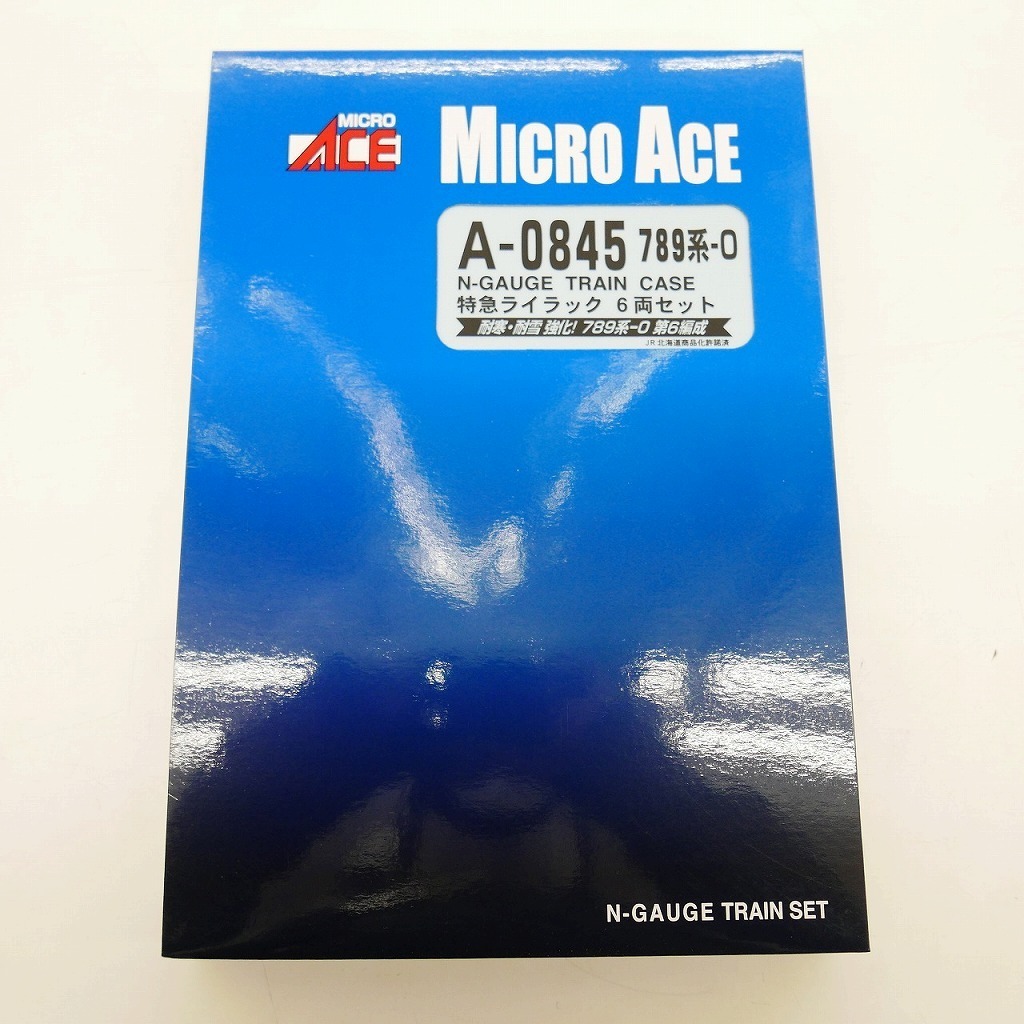 MICRO
ACE
MICRO ACE
A-0845 789系-0
N-GAUGE TRAIN CASE
特急ライラック 6両セット
耐寒・耐雪 強化! 789系-0 第6編成
JR北海道商品化許諾済
N-GAUGE TRAIN SET